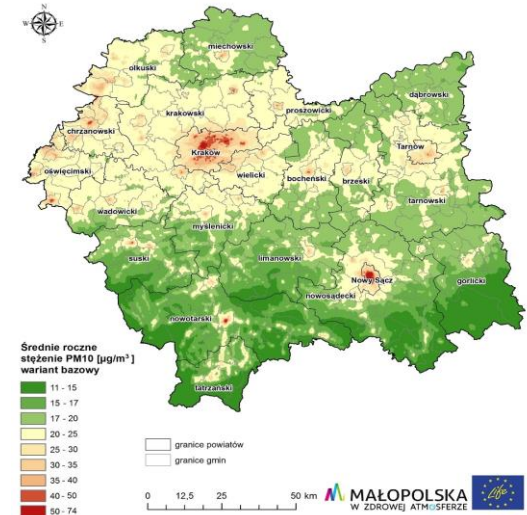 N
W E
S
miechowski
olkuski
dąbrowski
krakowski
proszowicki
chrzanowski
Tarnów
Kraków
oświęcimski
wielicki
bocheński
brzeski
tarnowski
wadowicki
myślenicki
suski
limanowski
gorlicki
Nowy Sącz
nowosądecki
nowotarski
tatrzański
Średnie roczne
stężenie PM10 [µg/m³]
wariant bazowy
11 - 15
15 - 17
17 - 20
20 - 25
25 - 30
30 - 35
35 - 40
40 - 50
50 - 74
granice powiatów
granice gmin
0 12,5 25 50 km
MAŁOPOLSKA
W ZDROWEJ ATMOSFERZE
Life